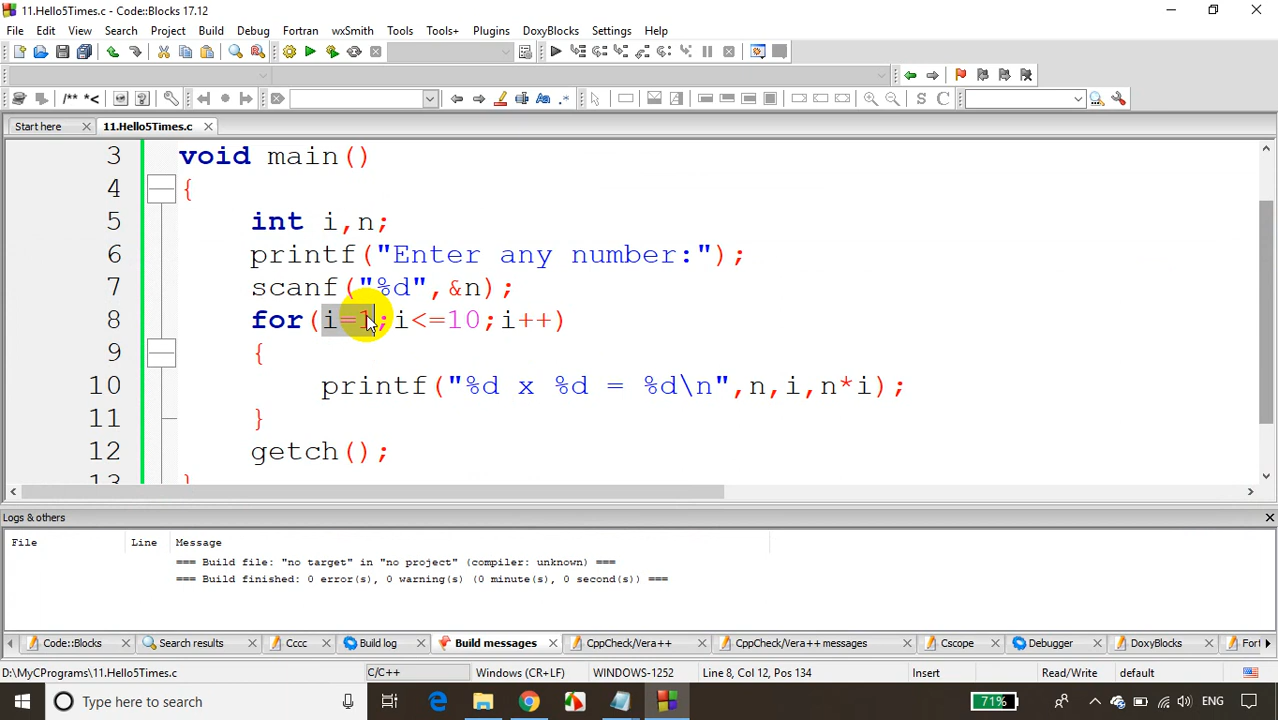 11.Hello5Times.c - Code::Blocks 17.12
File Edit View Search Project Build Debug Fortran wxSmith Tools Tools+ Plugins DoxyBlocks Settings Help
/** *<
S C
Start here 11.Hello5Times.c
3 void main()
4 {
5 int i,n;
6 printf("Enter any number:");
7 scanf("%d",&n);
8 for(i=1;i<=10;i++)
9 {
10 printf("%d x %d = %d\n",n,i,n*i);
11 }
12 getch();
13 }
Logs & others
Code::Blocks Search results Cccc Build log Build messages CppCheck/Vera++ CppCheck/Vera++ messages Cscope Debugger DoxyBlocks Fort
File Line Message
=== Build file: "no target" in "no project" (compiler: unknown) ===
=== Build finished: 0 error(s), 0 warning(s) (0 minute(s), 0 second(s)) ===
D:\MyCPrograms\11.Hello5Times.c C/C++ Windows (CR+LF) WINDOWS-1252 Line 8, Col 12, Pos 134 Insert Read/Write default
Type here to search 71% ENG